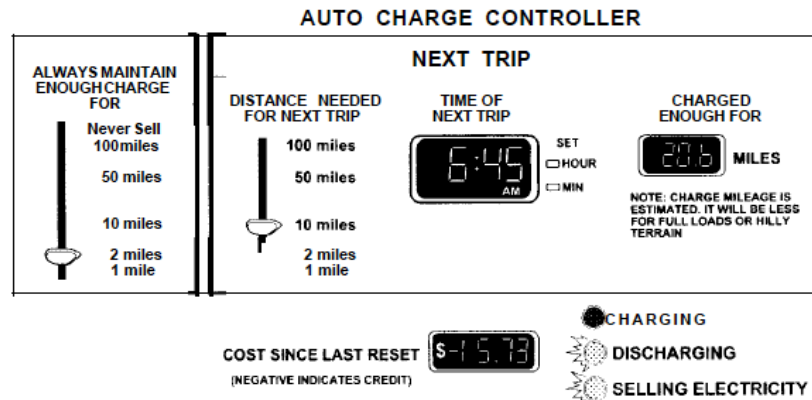 AUTO CHARGE CONTROLLER
ALWAYS MAINTAIN
ENOUGH CHARGE
FOR
Never Sell
100miles
50 miles
10 miles
2 miles
1 mile
NEXT TRIP
DISTANCE NEEDED
FOR NEXT TRIP
100 miles
50 miles
10 miles
2 miles
1 mile
TIME OF
NEXT TRIP
6:45
AM
SET
HOUR
MIN
CHARGED
ENOUGH FOR
20.6 MILES
NOTE: CHARGE MILEAGE IS
ESTIMATED. IT WILL BE LESS
FOR FULL LOADS OR HILLY
TERRAIN
COST SINCE LAST RESET
(NEGATIVE INDICATES CREDIT)
$-15.73
CHARGING
DISCHARGING
SELLING ELECTRICITY